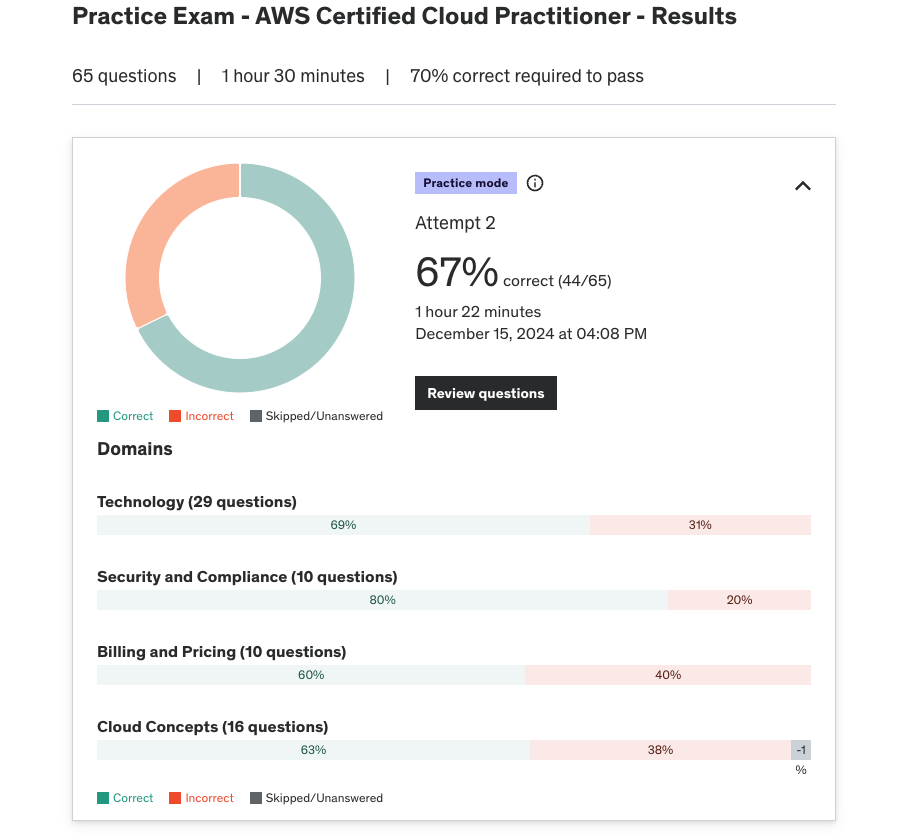 Practice Exam - AWS Certified Cloud Practitioner - Results
65 questions | 1 hour 30 minutes | 70% correct required to pass
Practice mode
Attempt 2
67% correct (44/65)
1 hour 22 minutes
December 15, 2024 at 04:08 PM
Review questions
Correct Incorrect Skipped/Unanswered
Domains
Technology (29 questions)
69% 31%
Security and Compliance (10 questions)
80% 20%
Billing and Pricing (10 questions)
60% 40%
Cloud Concepts (16 questions)
63% 38% -1
%
Correct Incorrect Skipped/Unanswered